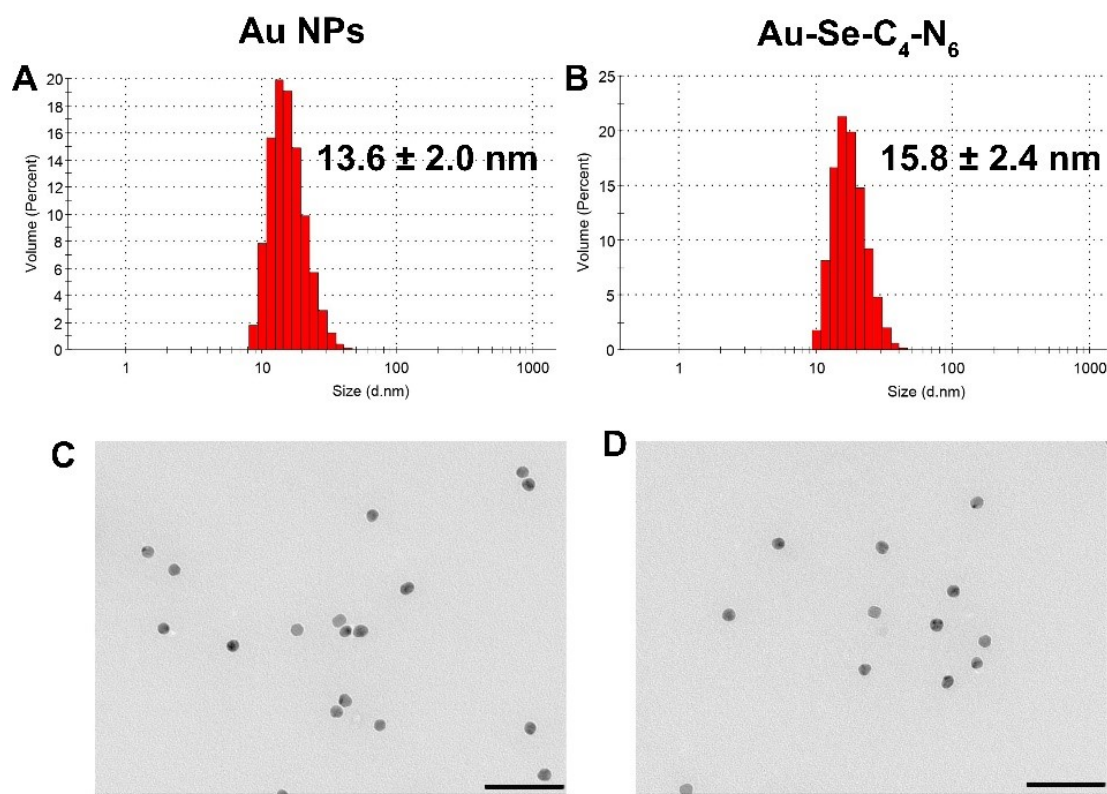 Au NPs
Au-Se-C₄-N₆
A
20
18
16
14
12
10
8
6
4
2
0
Volume (Percent)
13.6 ± 2.0 nm
1
10
100
1000
Size (d.nm)
B
25
20
15
10
5
0
Volume (Percent)
15.8 ± 2.4 nm
1
10
100
1000
Size (d.nm)
C
D